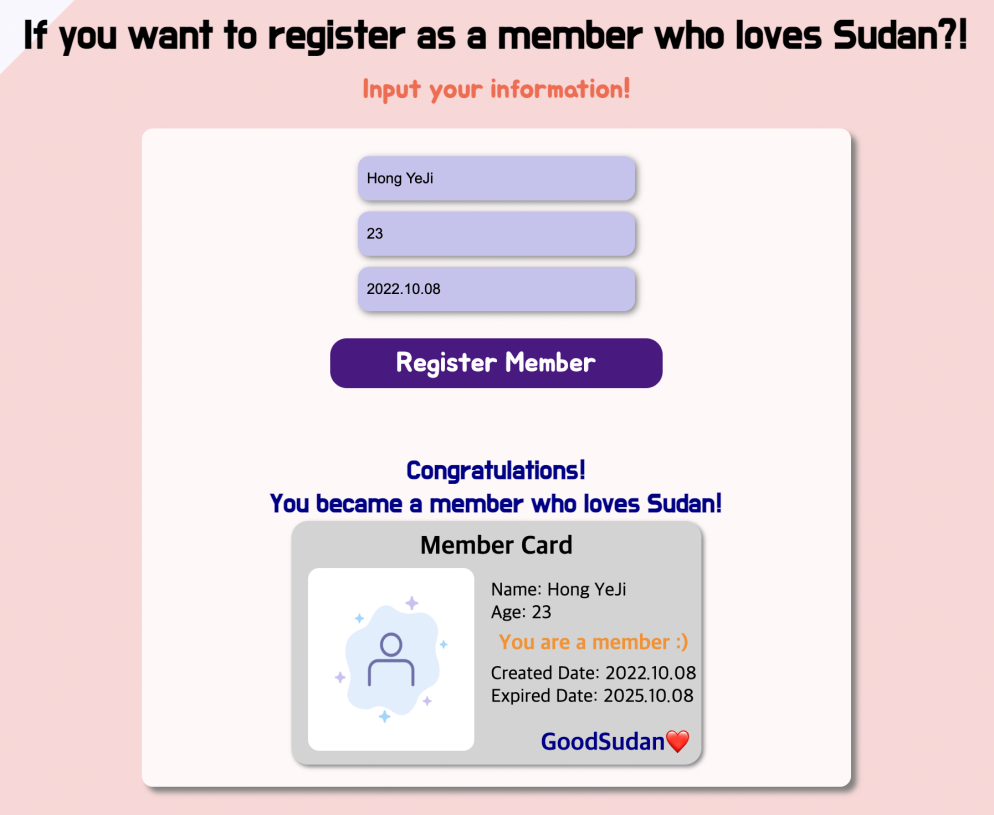 If you want to register as a member who loves Sudan?!
Input your information!
Hong YeJi
23
2022.10.08
Register Member
Congratulations!
You became a member who loves Sudan!
Member Card
Name: Hong YeJi
Age: 23
You are a member :)
Created Date: 2022.10.08
Expired Date: 2025.10.08
GoodSudan❤️